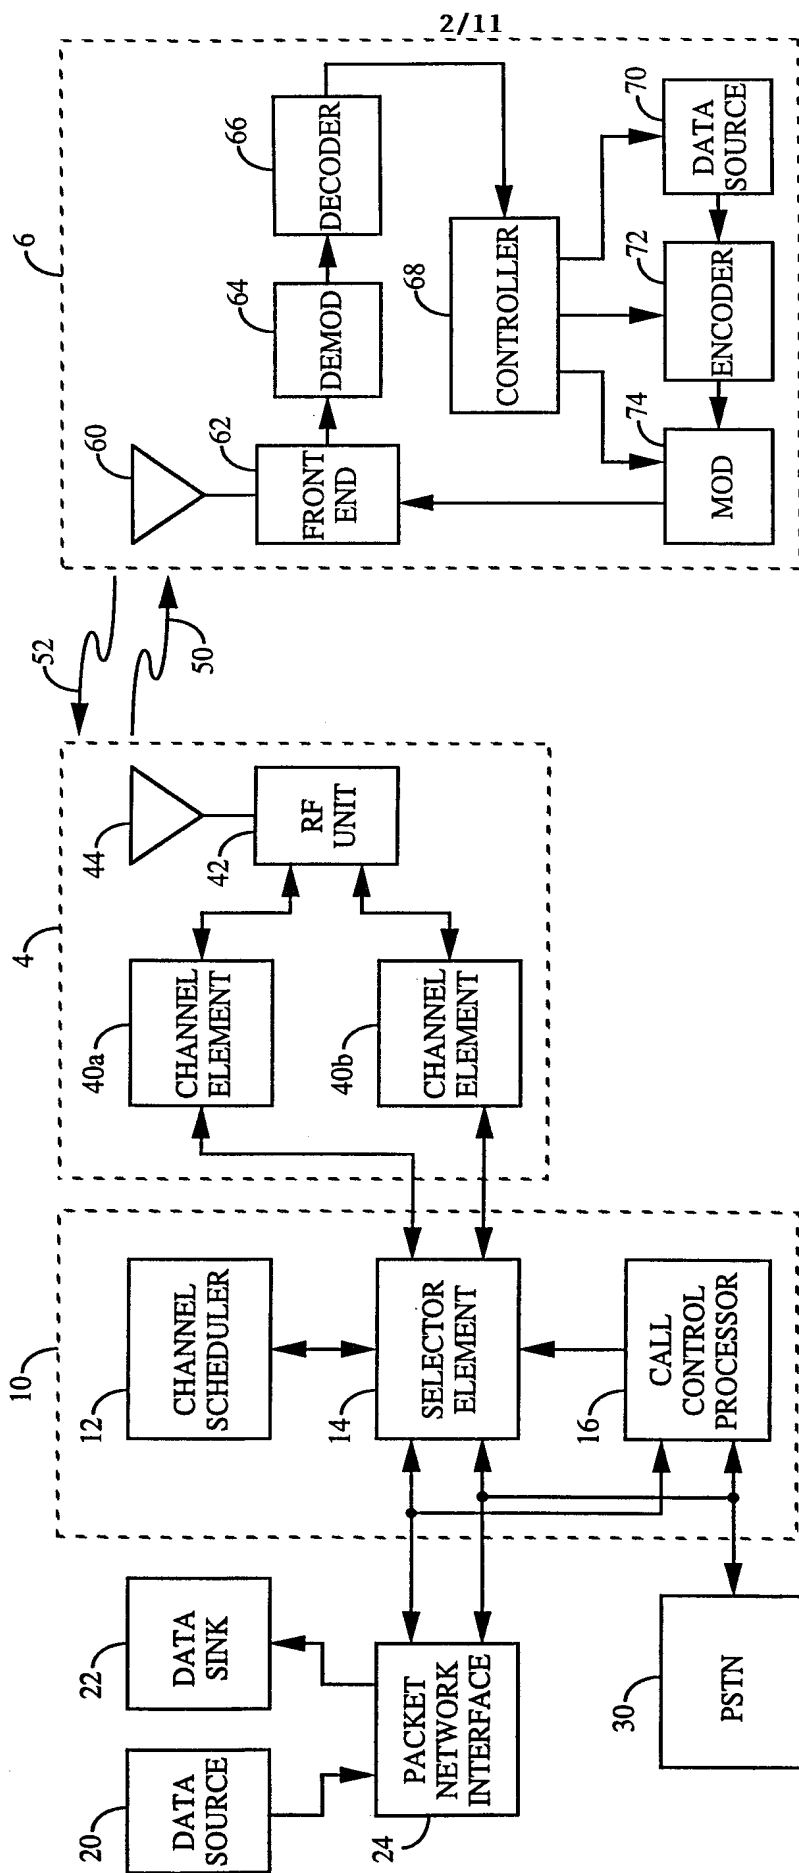 2/11
20
DATA
SOURCE
22
DATA
SINK
24
PACKET
NETWORK
INTERFACE
30
PSTN
10
12
CHANNEL
SCHEDULER
14
SELECTOR
ELEMENT
16
CALL
CONTROL
PROCESSOR
4
40a
CHANNEL
ELEMENT
40b
CHANNEL
ELEMENT
44
42
RF
UNIT
52
50
6
60
62
FRONT
END
64
DEMOD
66
DECODER
68
CONTROLLER
70
DATA
SOURCE
72
ENCODER
74
MOD